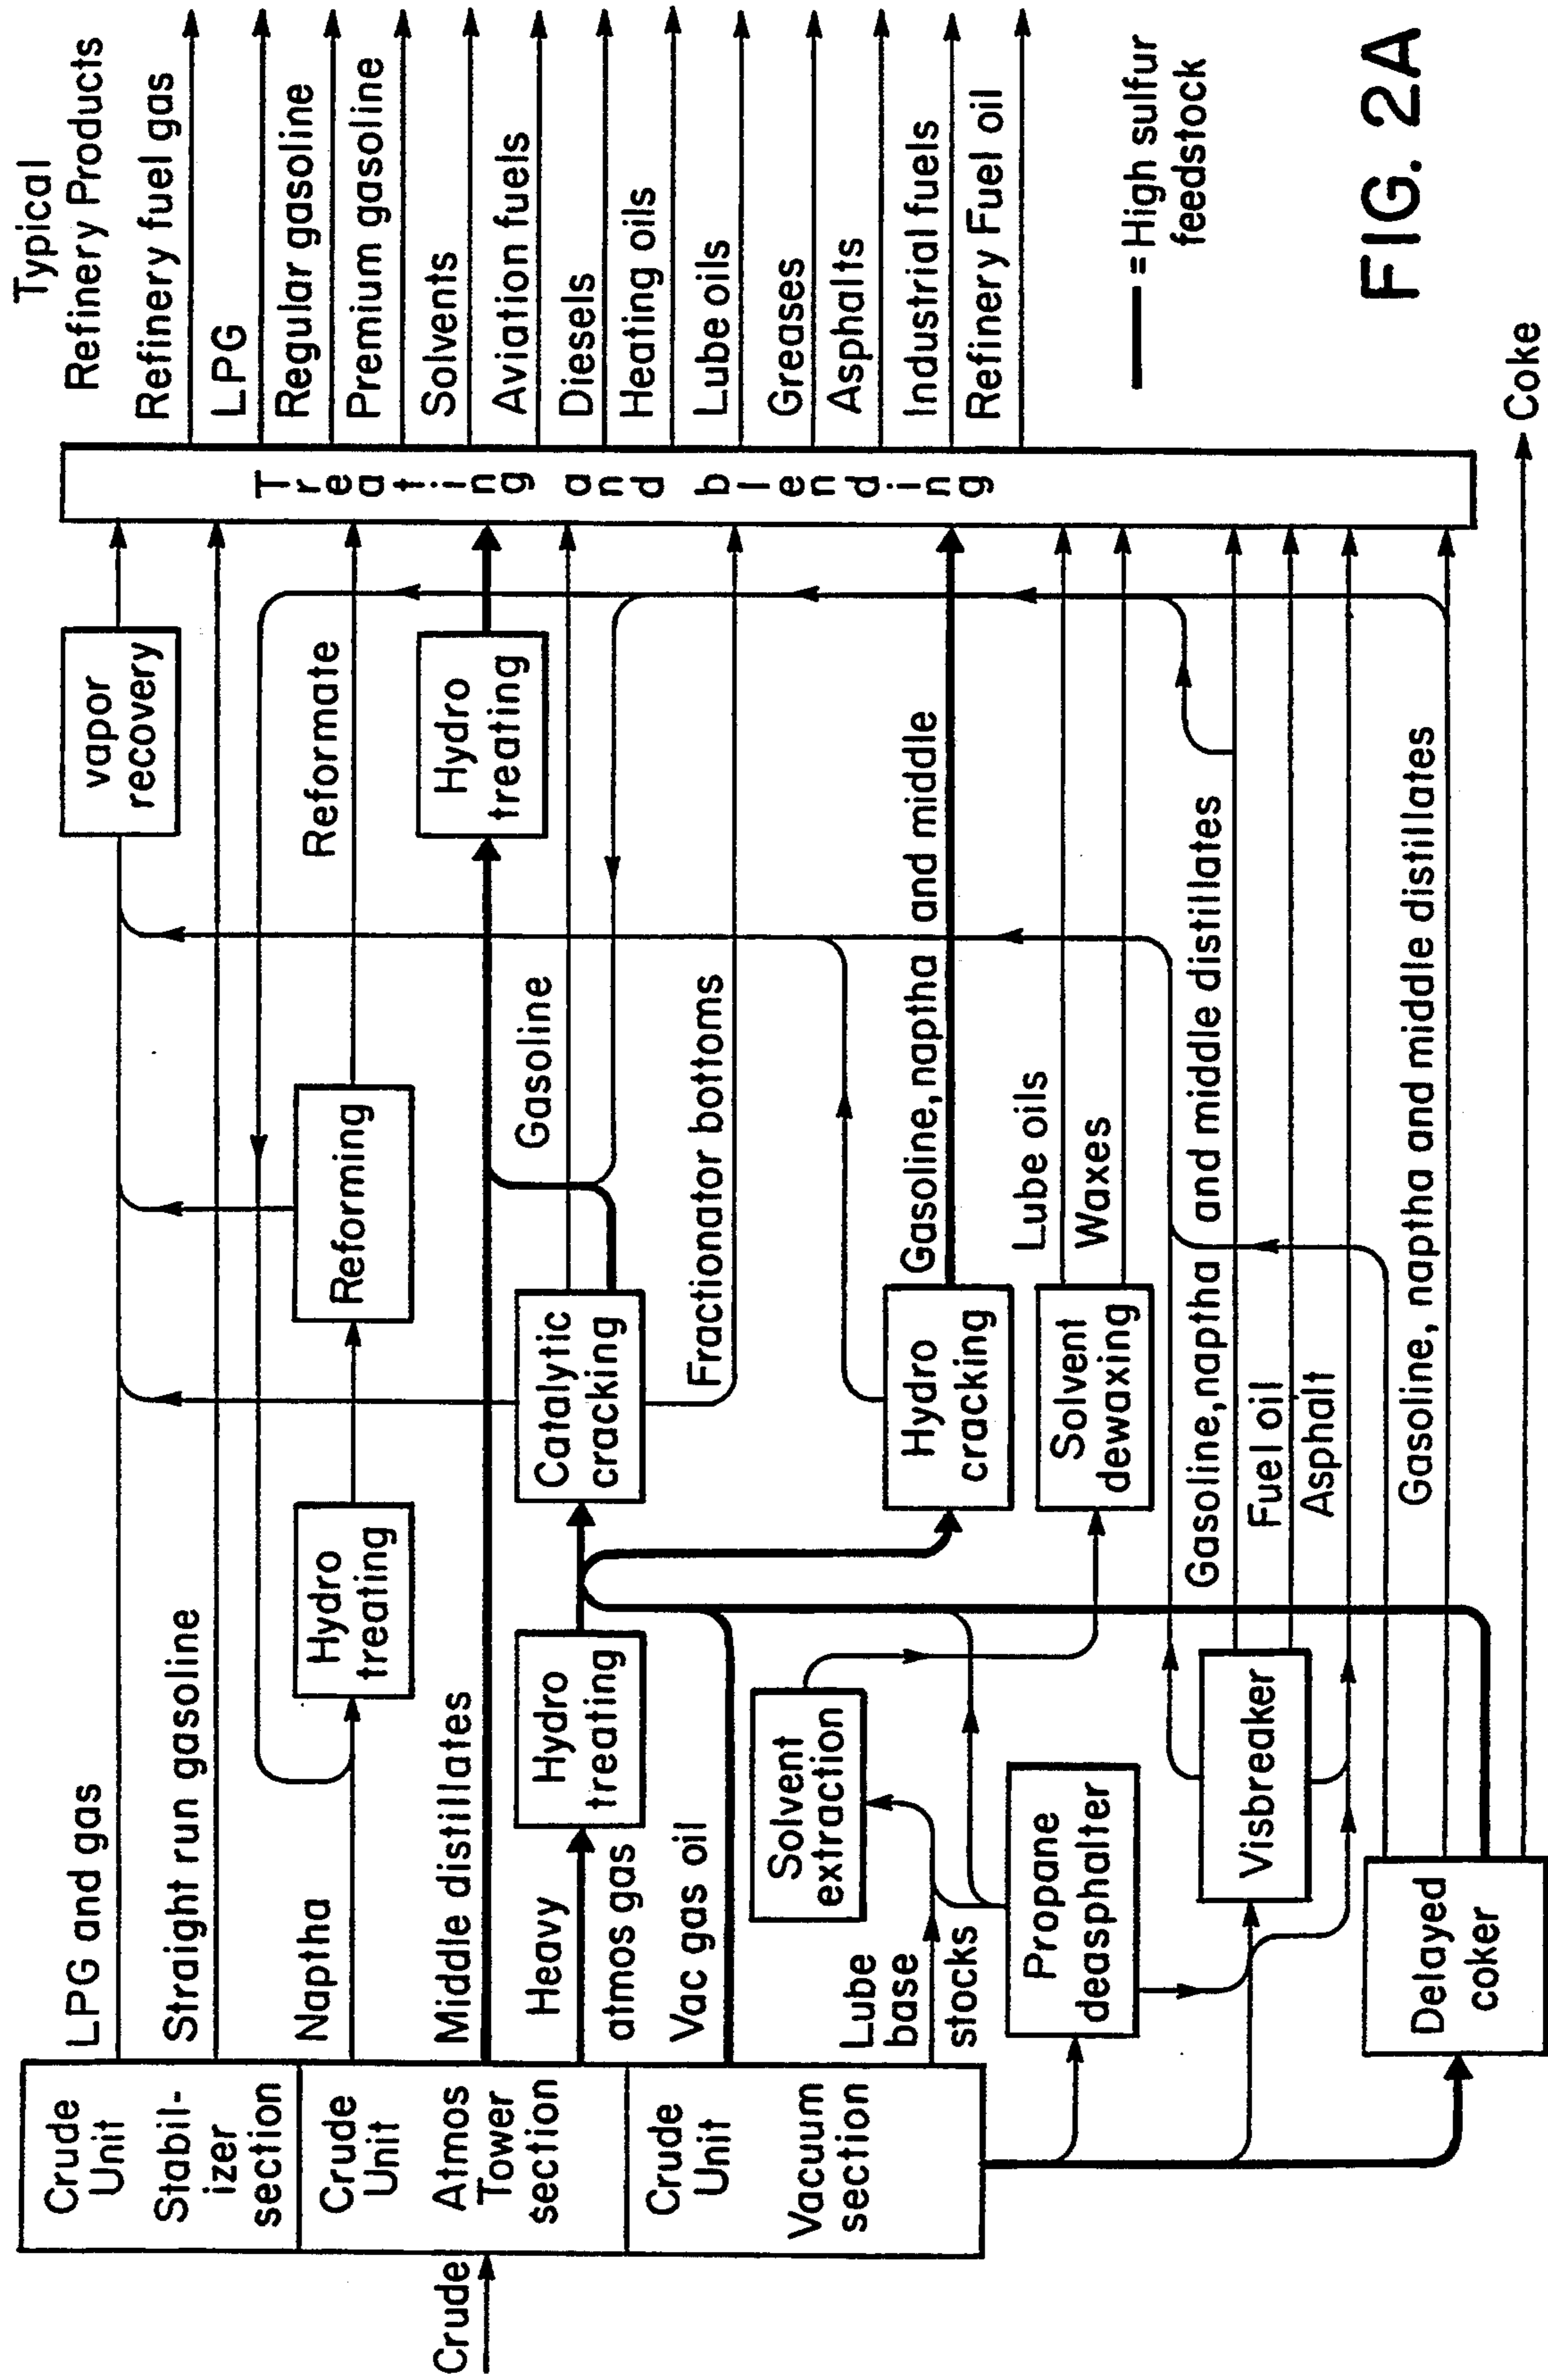 Typical
Refinery Products
Crude
Crude
Unit
Stabil-
izer
section
Crude
Unit
Atmos
Tower
section
Crude
Unit
Vacuum
section
LPG and gas
Straight run gasoline
Naptha
Middle distillates
Heavy
atmos gas
Vac gas oil
Lube
base
stocks
Hydro
treating
Reforming
Reformate
vapor
recovery
Hydro
treating
Hydro
treating
Catalytic
cracking
Gasoline
Fractionator bottoms
Solvent
extraction
Hydro
cracking
Gasoline, naptha and middle
Solvent
dewaxing
Lube oils
Waxes
Propane
deasphalter
Visbreaker
Gasoline, naptha and middle distillates
Fuel oil
Asphalt
Delayed
coker
Gasoline, naptha and middle distillates
Coke
Treating and blending
Refinery fuel gas
LPG
Regular gasoline
Premium gasoline
Solvents
Aviation fuels
Diesels
Heating oils
Lube oils
Greases
Asphalts
Industrial fuels
Refinery Fuel oil
= High sulfur
feedstock
FIG. 2A